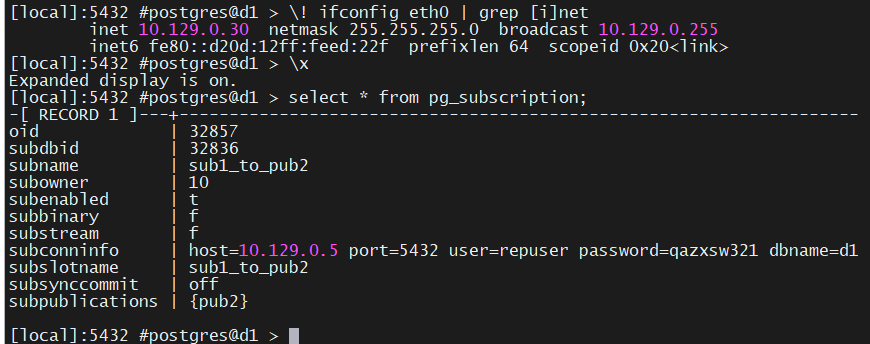 [local]:5432 #postgres@d1 > \! ifconfig eth0 | grep [i]net
        inet 10.129.0.30  netmask 255.255.255.0  broadcast 10.129.0.255
        inet6 fe80::d20d:12ff:feed:22f  prefixlen 64  scopeid 0x20<link>
[local]:5432 #postgres@d1 > \x
Expanded display is on.
[local]:5432 #postgres@d1 > select * from pg_subscription;
-[ RECORD 1 ]---+-----------------------------------------------------------------
oid             | 32857
subdbid         | 32836
subname         | sub1_to_pub2
subowner        | 10
subenabled      | t
subbinary       | f
substream       | f
subconninfo     | host=10.129.0.5 port=5432 user=repuser password=qazxsw321 dbname=d1
subslotname     | sub1_to_pub2
subsynccommit   | off
subpublications | {pub2}

[local]:5432 #postgres@d1 >